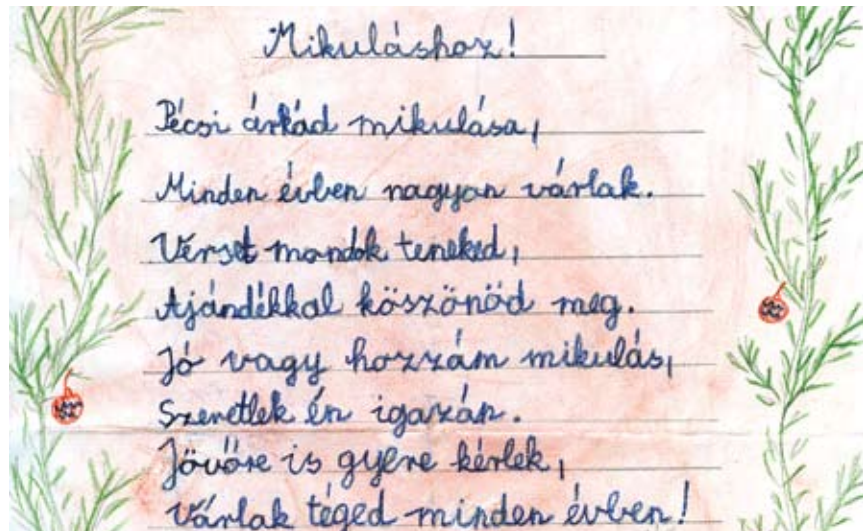 Mikuláshoz!
Pécsi árkád mikulása,
Minden évben nagyon várlak.
Verset mondok teneked,
Ajándékkal köszönöd meg.
Jó vagy hozzám mikulás,
Szeretlek én igazán.
Jövőre is gyere kérlek,
Várlak téged minden évben!